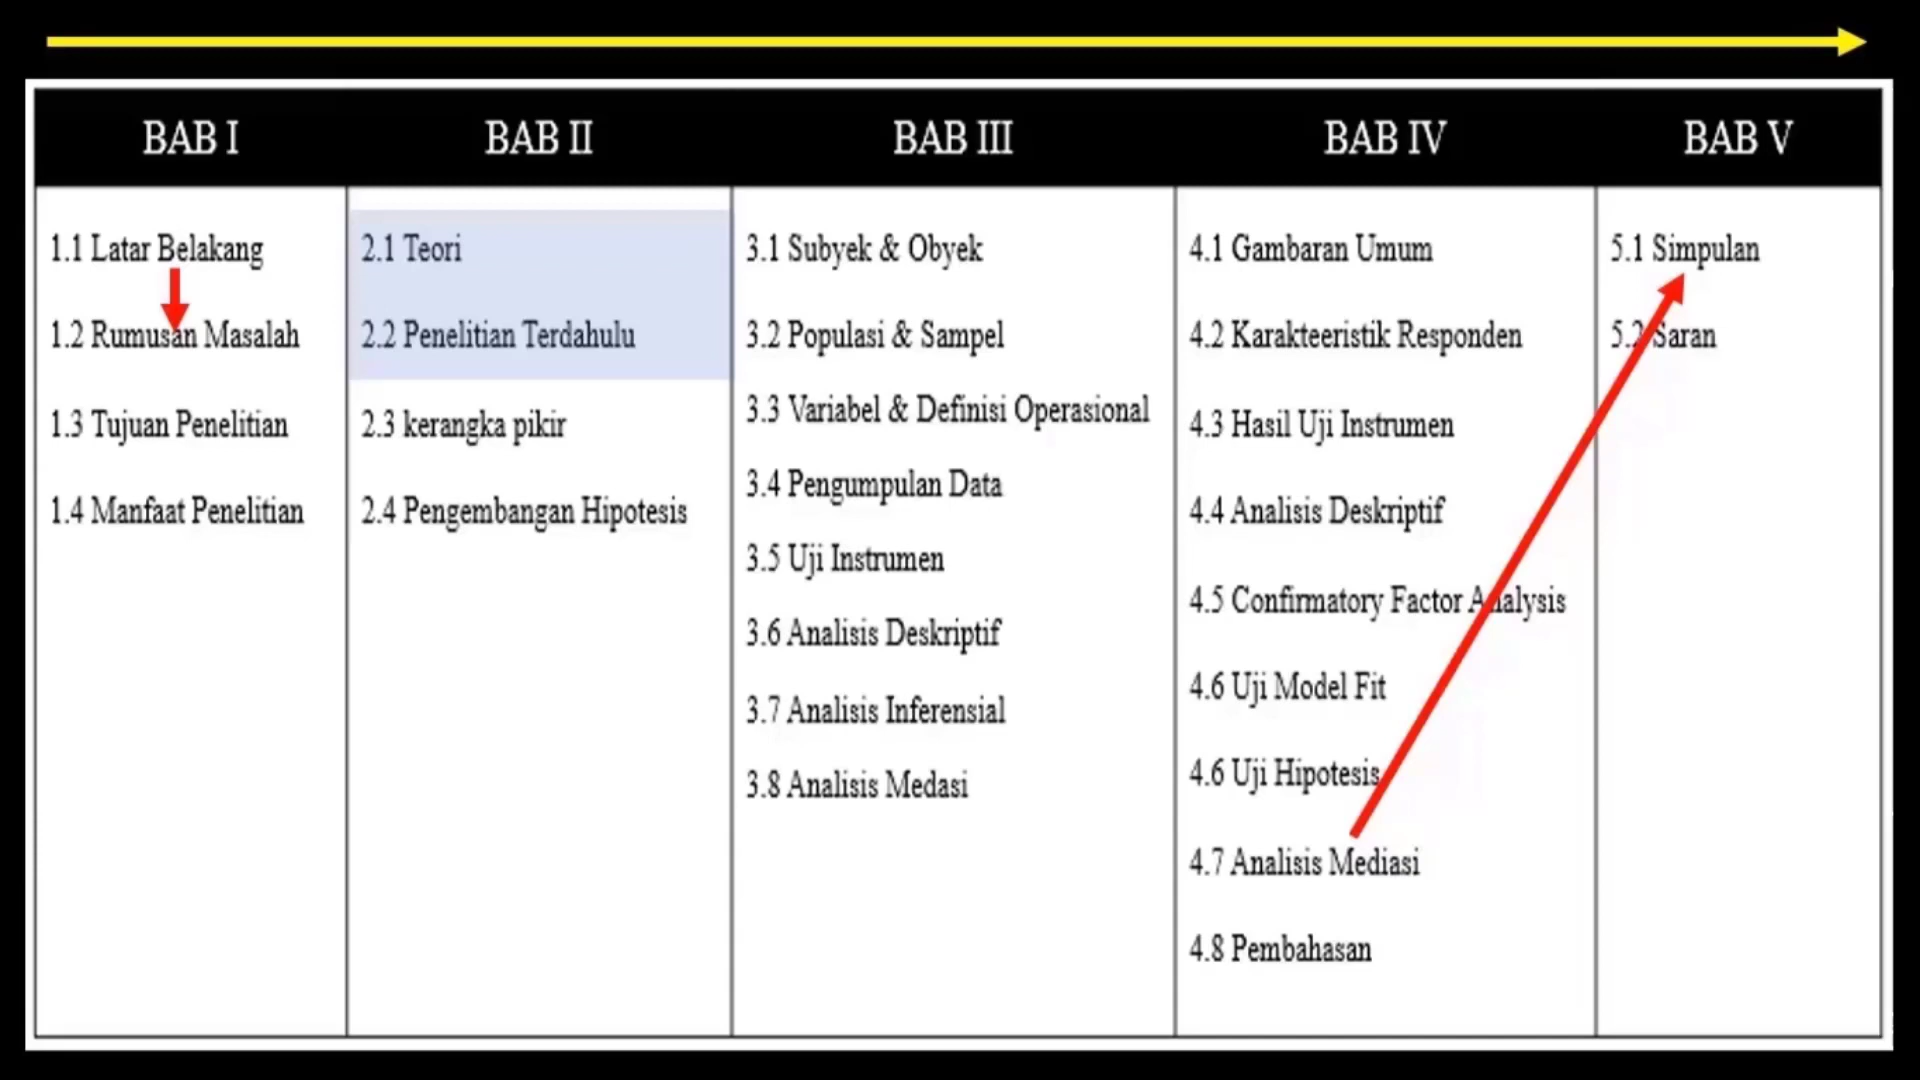 BAB I
BAB II
BAB III
BAB IV
BAB V
1.1 Latar Belakang
1.2 Rumusan Masalah
1.3 Tujuan Penelitian
1.4 Manfaat Penelitian
2.1 Teori
2.2 Penelitian Terdahulu
2.3 kerangka pikir
2.4 Pengembangan Hipotesis
3.1 Subyek & Obyek
3.2 Populasi & Sampel
3.3 Variabel & Definisi Operasional
3.4 Pengumpulan Data
3.5 Uji Instrumen
3.6 Analisis Deskriptif
3.7 Analisis Inferensial
3.8 Analisis Medasi
4.1 Gambaran Umum
4.2 Karakteeristik Responden
4.3 Hasil Uji Instrumen
4.4 Analisis Deskriptif
4.5 Confirmatory Factor Analysis
4.6 Uji Model Fit
4.6 Uji Hipotesis
4.7 Analisis Mediasi
4.8 Pembahasan
5.1 Simpulan
5.2 Saran